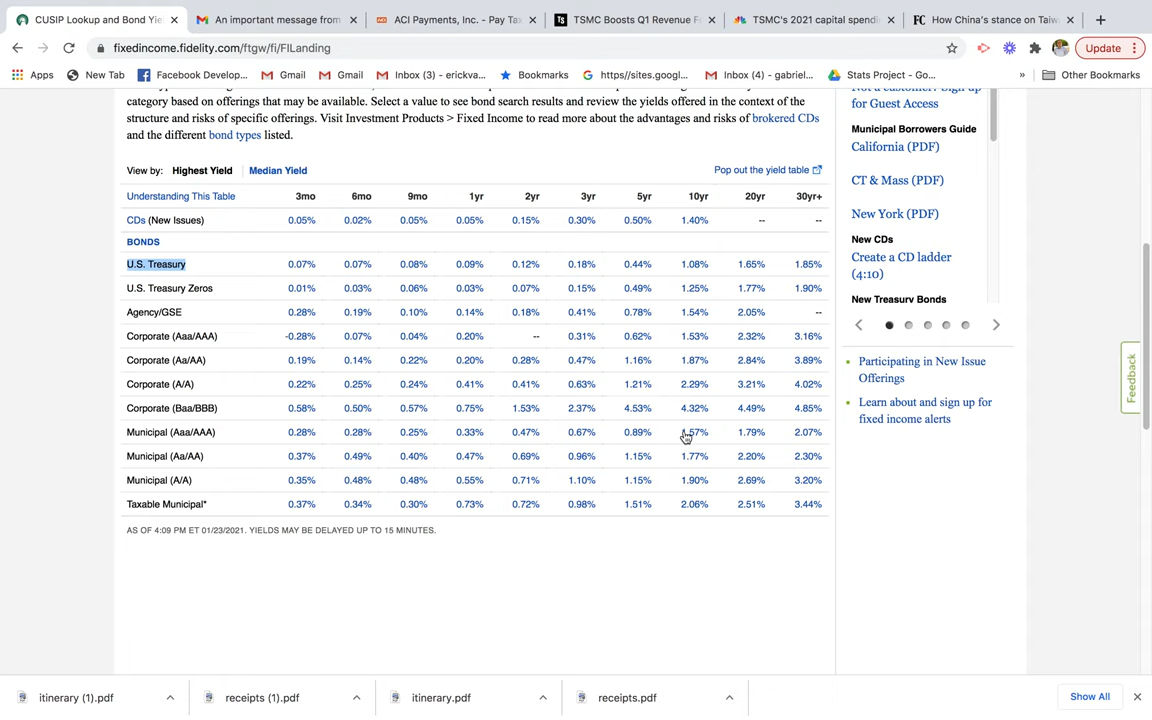 CUSIP Lookup and Bond Yie
An important message from
ACI Payments, Inc. - Pay Tax
TSMC Boosts Q1 Revenue F
TSMC's 2021 capital spendi
How China's stance on Taiw
fixedincome.fidelity.com/ftgw/fi/FILanding
Update
Apps
New Tab
Facebook Develop...
Gmail
Gmail
Inbox (3) - erickva...
Bookmarks
https//sites.googl...
Inbox (4) - gabriel...
Stats Project - Go...
»
Other Bookmarks
category based on offerings that may be available. Select a value to see bond search results and review the yields offered in the context of the
structure and risks of specific offerings. Visit Investment Products > Fixed Income to read more about the advantages and risks of brokered CDs
and the different bond types listed.
View by: Highest Yield | Median Yield
Pop out the yield table
Understanding This Table 3mo 6mo 9mo 1yr 2yr 3yr 5yr 10yr 20yr 30yr+
CDs (New Issues) 0.05% 0.02% 0.05% 0.05% 0.15% 0.30% 0.50% 1.40% -- --
BONDS
U.S. Treasury 0.07% 0.07% 0.08% 0.09% 0.12% 0.18% 0.44% 1.08% 1.65% 1.85%
U.S. Treasury Zeros 0.01% 0.03% 0.06% 0.03% 0.07% 0.15% 0.49% 1.25% 1.77% 1.90%
Agency/GSE 0.28% 0.19% 0.10% 0.14% 0.18% 0.41% 0.78% 1.54% 2.05% --
Corporate (Aaa/AAA) -0.28% 0.07% 0.04% 0.20% -- 0.31% 0.62% 1.53% 2.32% 3.16%
Corporate (Aa/AA) 0.19% 0.14% 0.22% 0.20% 0.28% 0.47% 1.16% 1.87% 2.84% 3.89%
Corporate (A/A) 0.22% 0.25% 0.24% 0.41% 0.41% 0.63% 1.21% 2.29% 3.21% 4.02%
Corporate (Baa/BBB) 0.58% 0.50% 0.57% 0.75% 1.53% 2.37% 4.53% 4.32% 4.49% 4.85%
Municipal (Aaa/AAA) 0.28% 0.28% 0.25% 0.33% 0.47% 0.67% 0.89% 1.57% 1.79% 2.07%
Municipal (Aa/AA) 0.37% 0.49% 0.40% 0.47% 0.69% 0.96% 1.15% 1.77% 2.20% 2.30%
Municipal (A/A) 0.35% 0.48% 0.48% 0.55% 0.71% 1.10% 1.15% 1.90% 2.69% 3.20%
Taxable Municipal* 0.37% 0.34% 0.30% 0.73% 0.72% 0.98% 1.51% 2.06% 2.51% 3.44%
AS OF 4:09 PM ET 01/23/2021. YIELDS MAY BE DELAYED UP TO 15 MINUTES.
Not a customer? Sign up
for Guest Access
Municipal Borrowers Guide
California (PDF)
CT & Mass (PDF)
New York (PDF)
New CDs
Create a CD ladder
(4:10)
New Treasury Bonds
Participating in New Issue
Offerings
Learn about and sign up for
fixed income alerts
Feedback
itinerary (1).pdf
receipts (1).pdf
itinerary.pdf
receipts.pdf
Show All